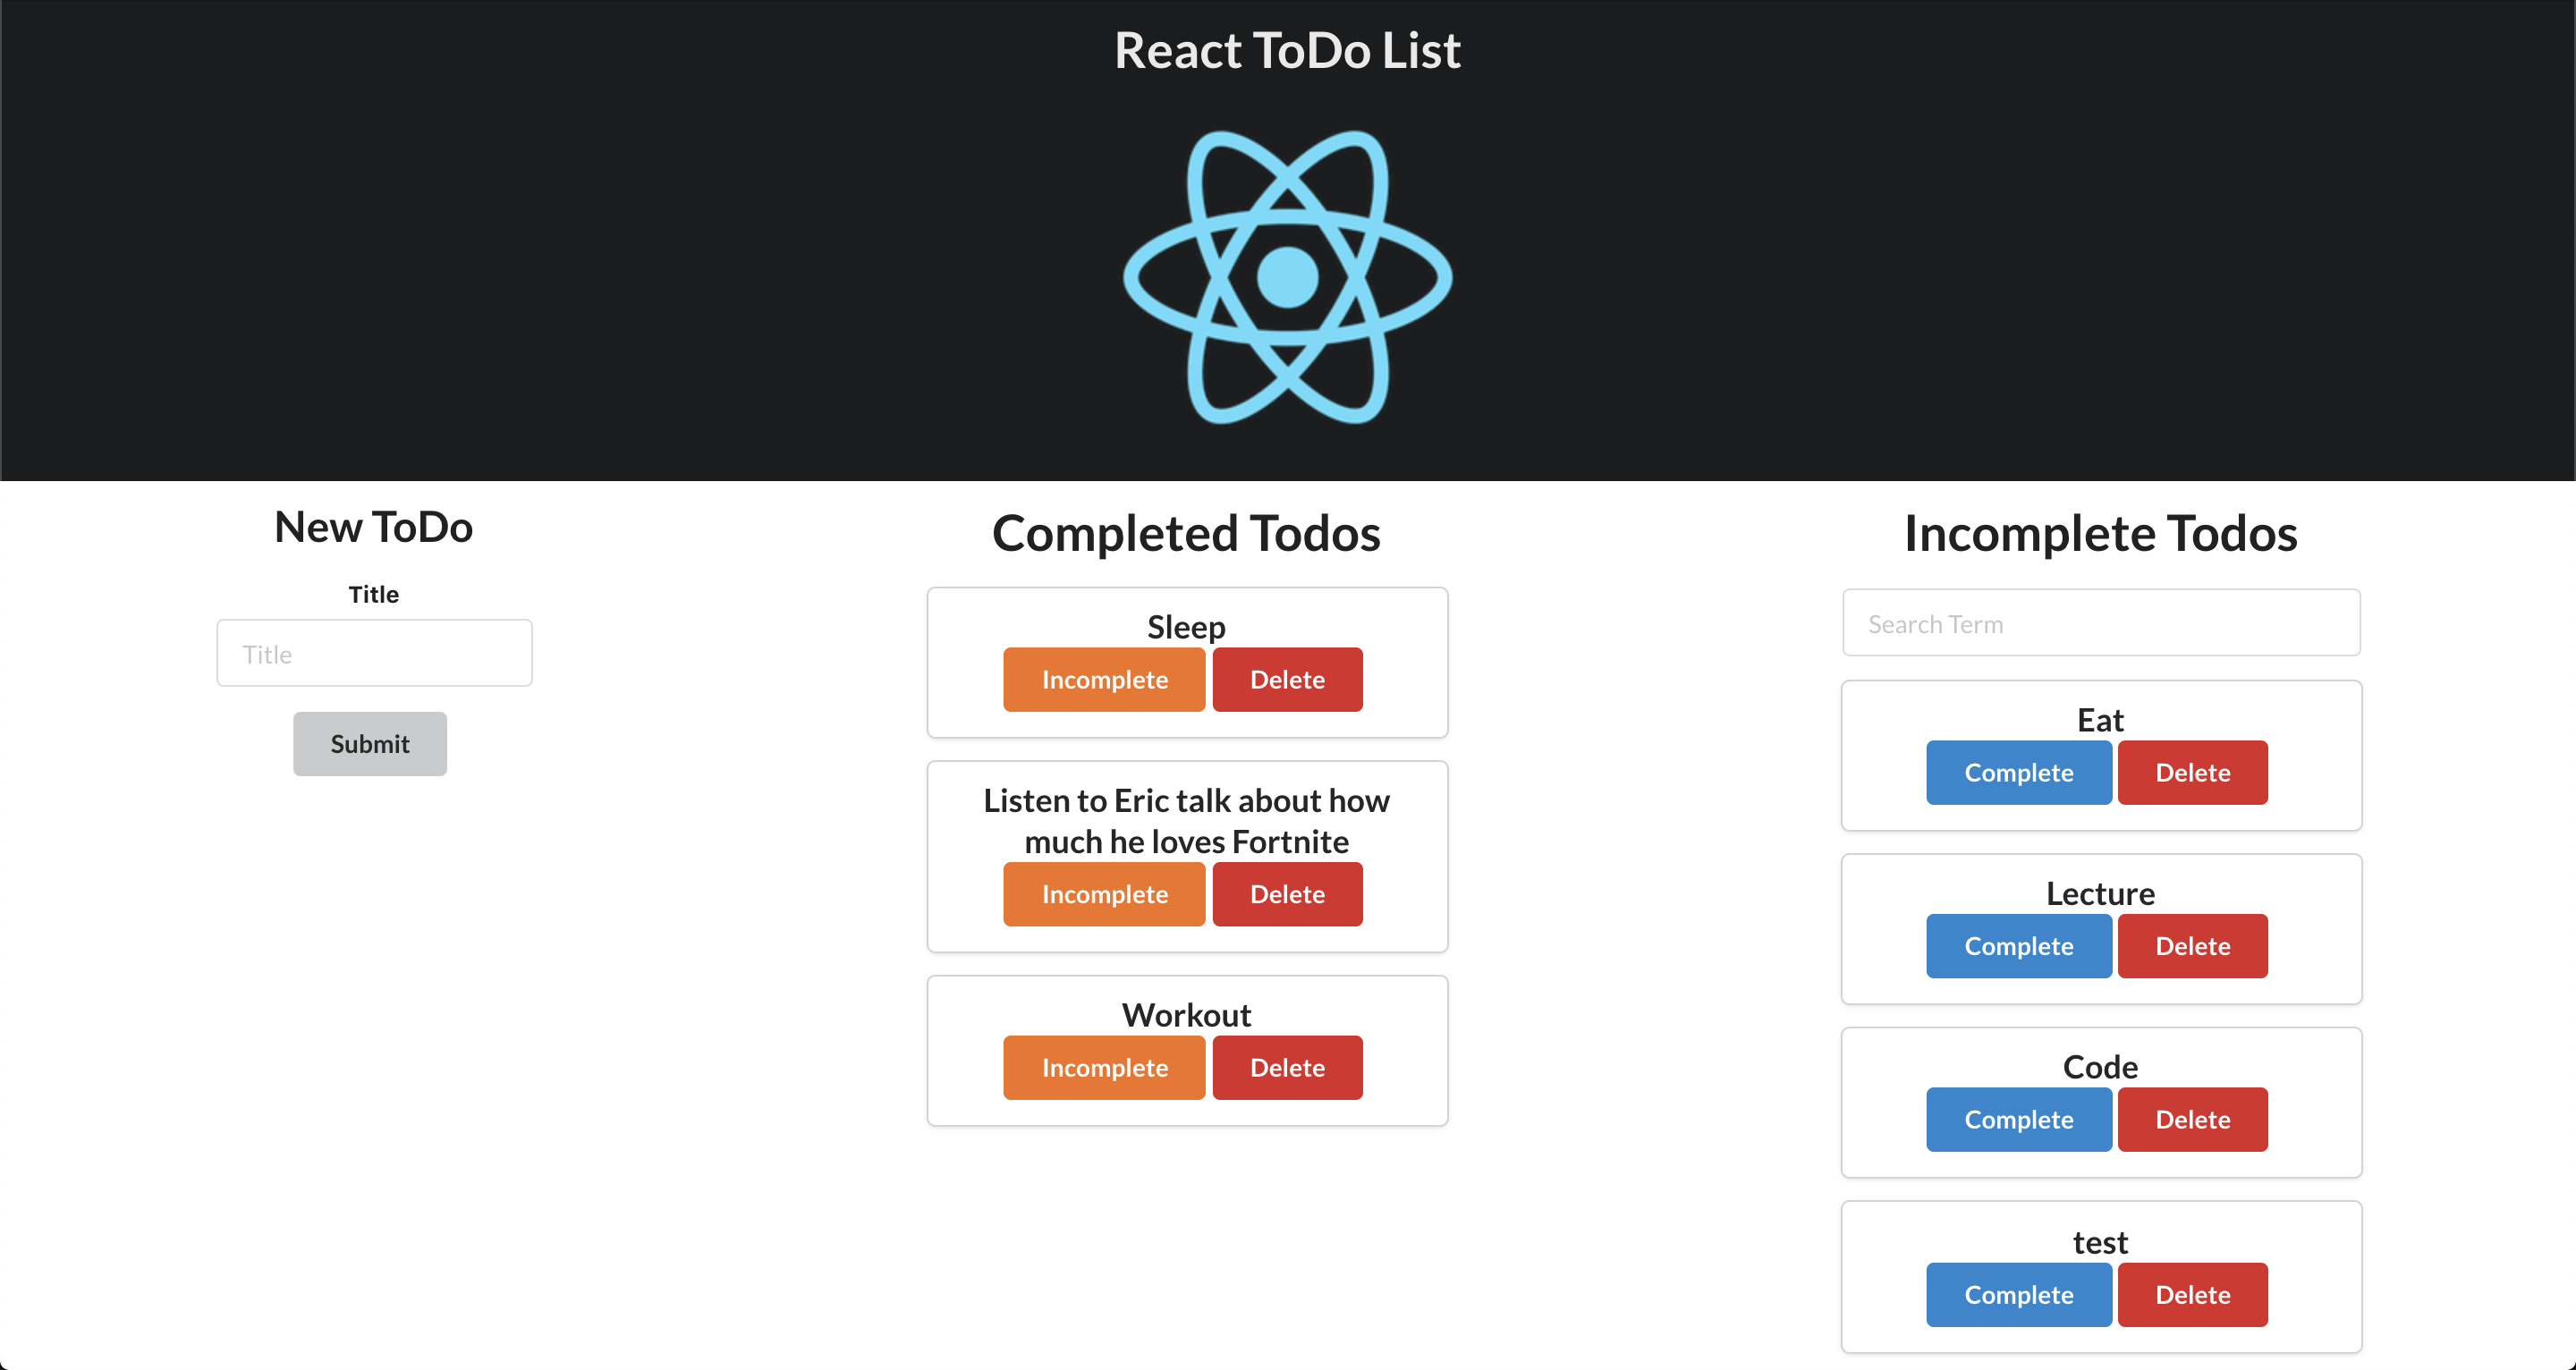 React ToDo List
New ToDo
Title
Title
Submit
Completed Todos
Sleep
Incomplete Delete
Listen to Eric talk about how
much he loves Fortnite
Incomplete Delete
Workout
Incomplete Delete
Incomplete Todos
Search Term
Eat
Complete Delete
Lecture
Complete Delete
Code
Complete Delete
test
Complete Delete